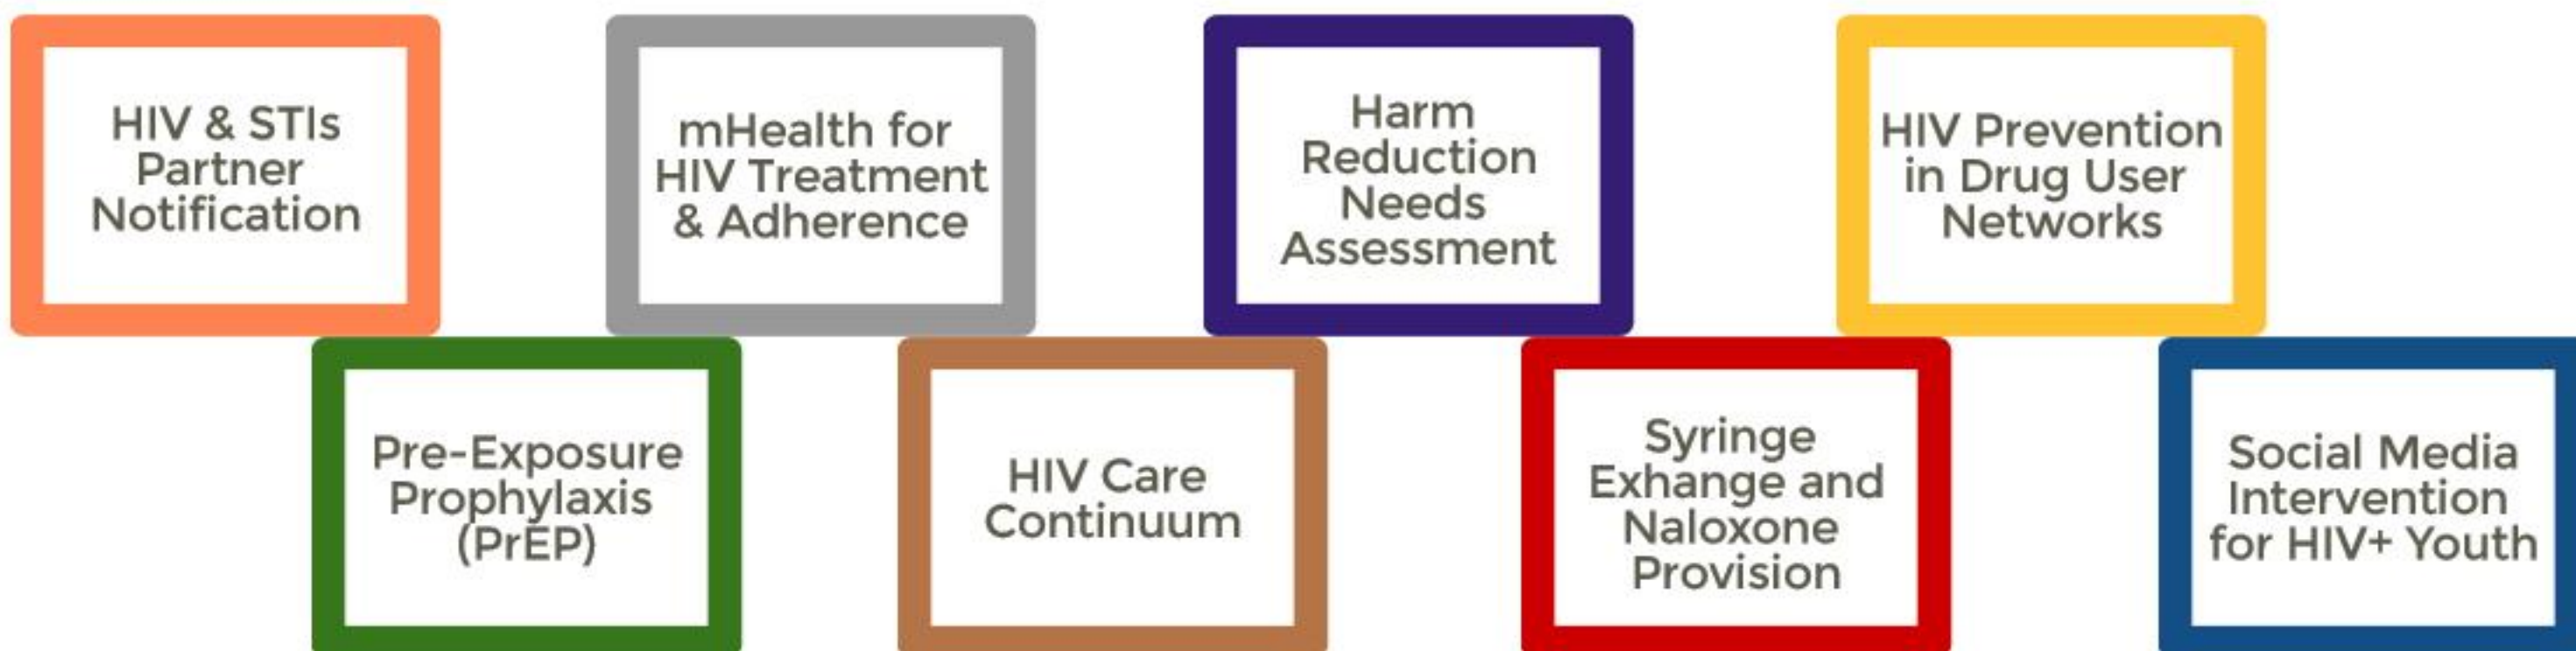 HIV & STIs
Partner
Notification
mHealth for
HIV Treatment
& Adherence
Harm
Reduction
Needs
Assessment
HIV Prevention
in Drug User
Networks
Pre-Exposure
Prophylaxis
(PrEP)
HIV Care
Continuum
Syringe
Exhange and
Naloxone
Provision
Social Media
Intervention
for HIV+ Youth